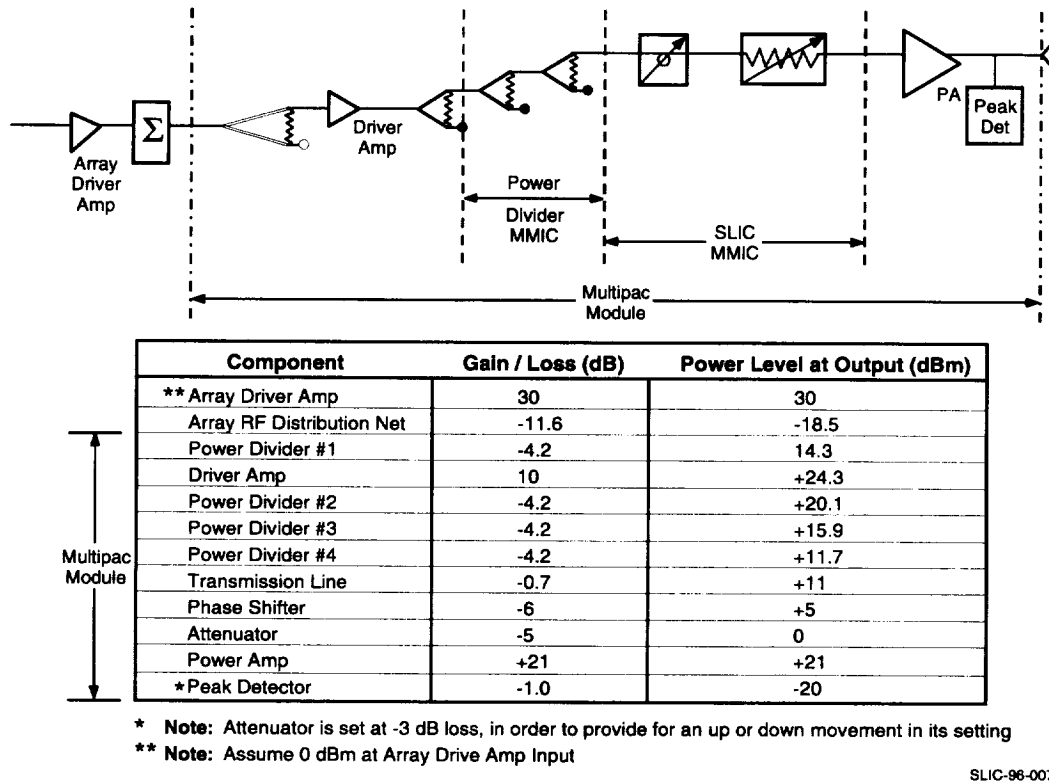 Σ
Array
Driver
Amp
Driver
Amp
Power
Divider
MMIC
SLIC
MMIC
PA
Peak
Det
Multipac
Module
Component Gain / Loss (dB) Power Level at Output (dBm)
** Array Driver Amp 30 30
Array RF Distribution Net -11.6 -18.5
Power Divider #1 -4.2 14.3
Driver Amp 10 +24.3
Power Divider #2 -4.2 +20.1
Power Divider #3 -4.2 +15.9
Power Divider #4 -4.2 +11.7
Transmission Line -0.7 +11
Phase Shifter -6 +5
Attenuator -5 0
Power Amp +21 +21
* Peak Detector -1.0 -20
Multipac
Module
* Note: Attenuator is set at -3 dB loss, in order to provide for an up or down movement in its setting
** Note: Assume 0 dBm at Array Drive Amp Input